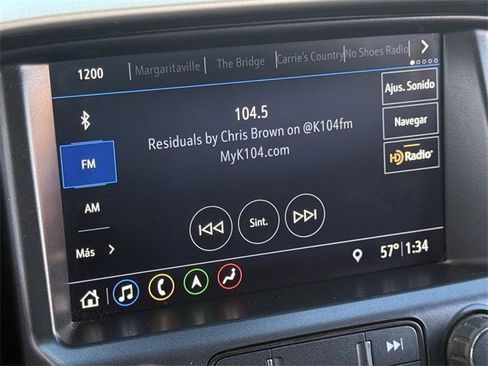 1200 Margaritaville The Bridge Carrie's Country No Shoes Radio
104.5
Ajus. Sonido
Residuals by Chris Brown on @K104fm
MyK104.com
Navegar
FM
HD Radio
AM
Sint.
Más
57° 1:34